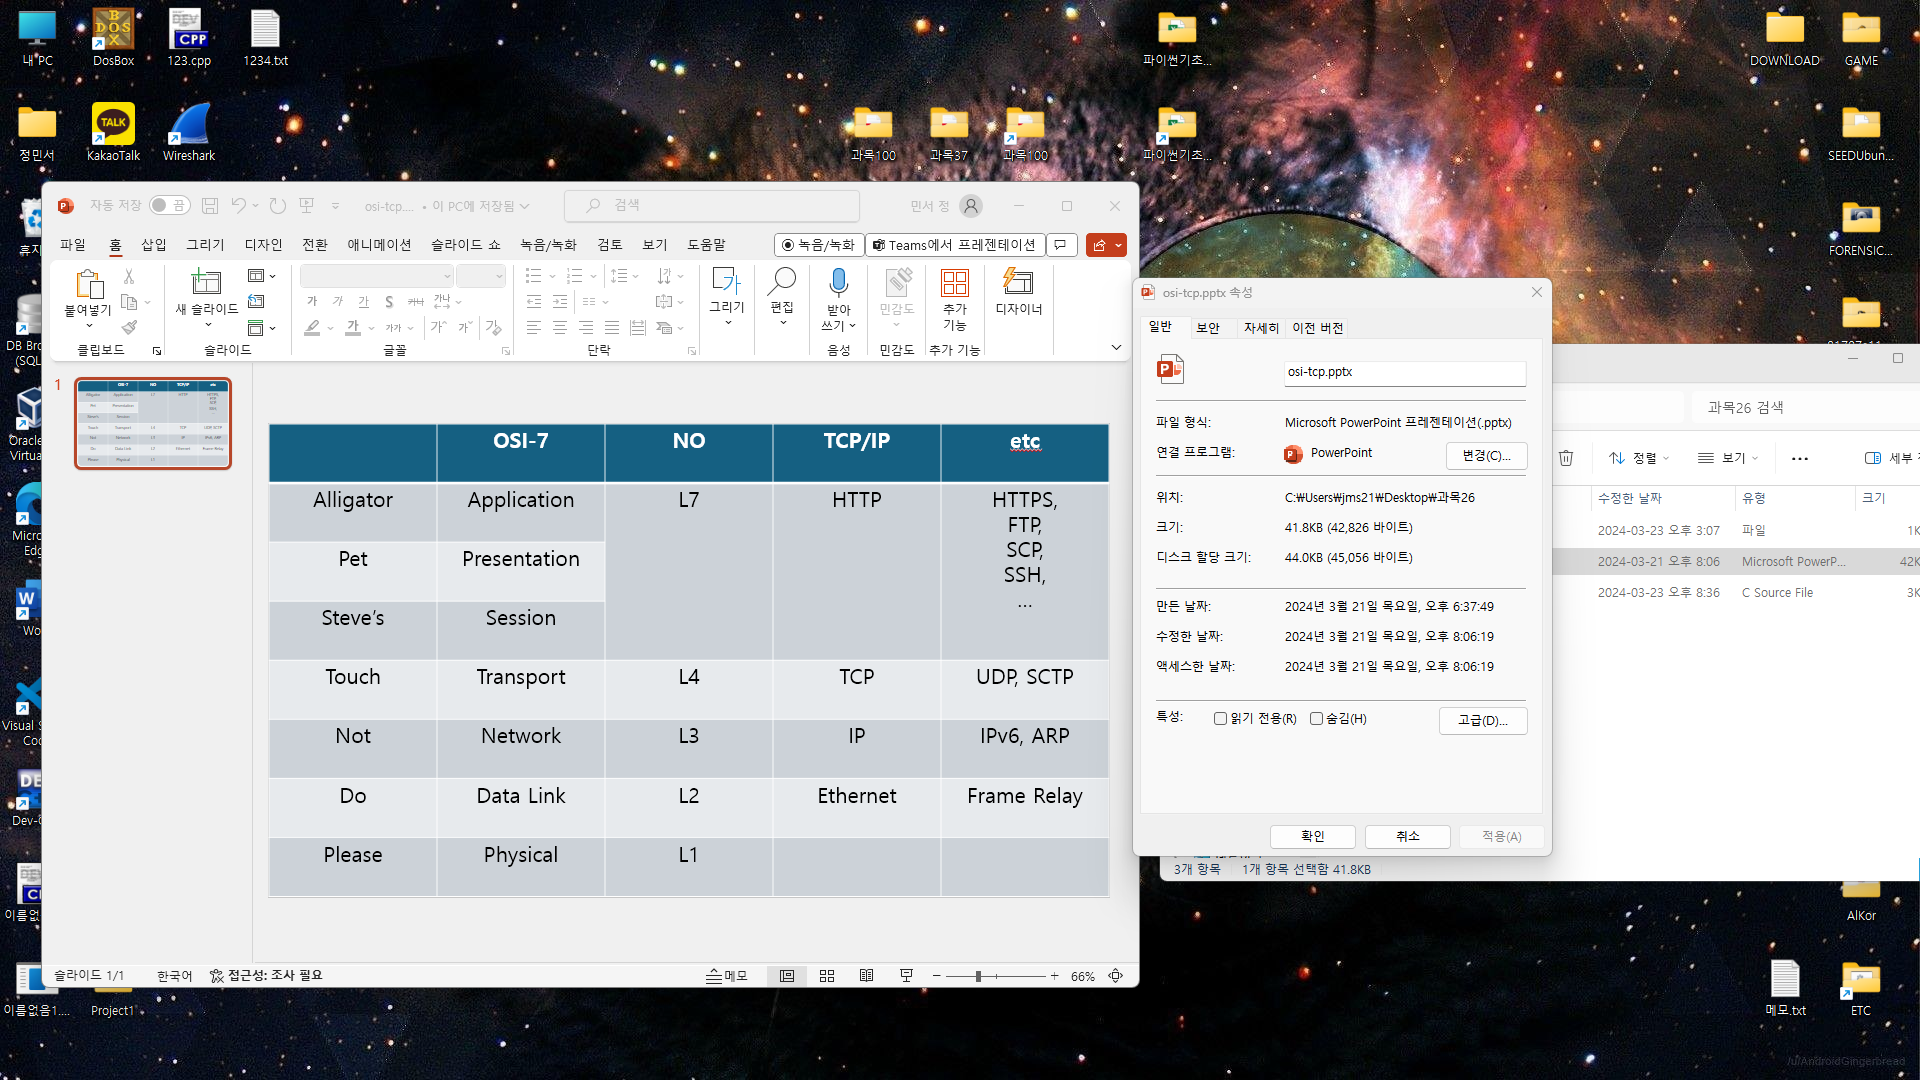 내 PC
DosBox
123.cpp
1234.txt
파이썬기초...
DOWNLOAD
GAME
정민서
KakaoTalk
Wireshark
과목100
과목37
과목100
파이썬기초...
SEEDUbun...
FORENSIC...
자동 저장 끔
osi-tcp.... • 이 PC에 저장됨
검색
민서 정
파일 홈 삽입 그리기 디자인 전환 애니메이션 슬라이드 쇼 녹음/녹화 검토 보기 도움말
녹음/녹화
Teams에서 프레젠테이션
붙여넣기
클립보드
새 슬라이드
슬라이드
글꼴
단락
그리기
편집
받아
쓰기
음성
민감도
민감도
추가
기능
추가 기능
디자이너
1
OSI-7 NO TCP/IP etc
Alligator Application L7 HTTP HTTPS,
FTP,
SCP,
SSH,
...
Pet Presentation
Steve's Session
Touch Transport L4 TCP UDP, SCTP
Not Network L3 IP IPv6, ARP
Do Data Link L2 Ethernet Frame Relay
Please Physical L1
슬라이드 1/1
한국어
접근성: 조사 필요
메모
66%
osi-tcp.pptx 속성
일반 보안 자세히 이전 버전
osi-tcp.pptx
파일 형식: Microsoft PowerPoint 프레젠테이션(.pptx)
연결 프로그램: PowerPoint 변경(C)...
위치: C:₩Users₩jms21₩Desktop₩과목26
크기: 41.8KB (42,826 바이트)
디스크 할당 크기: 44.0KB (45,056 바이트)
만든 날짜: 2024년 3월 21일 목요일, 오후 6:37:49
수정한 날짜: 2024년 3월 21일 목요일, 오후 8:06:19
액세스한 날짜: 2024년 3월 21일 목요일, 오후 8:06:19
특성: 읽기 전용(R) 숨김(H) 고급(D)...
확인 취소 적용(A)
과목26 검색
정렬 보기 세부
수정한 날짜 유형 크기
2024-03-23 오후 3:07 파일 1K
2024-03-21 오후 8:06 Microsoft PowerP... 42K
2024-03-23 오후 8:36 C Source File 3K
3개 항목 1개 항목 선택함 41.8KB
휴지
DB Bro
(SQL
Oracle
Virtua
Micro
Edg
Wo
Visual S
Coc
Dev-
이름없
이름없음1....
Project1
AlKor
메모.txt
ETC
/u/AndroidGingerbread